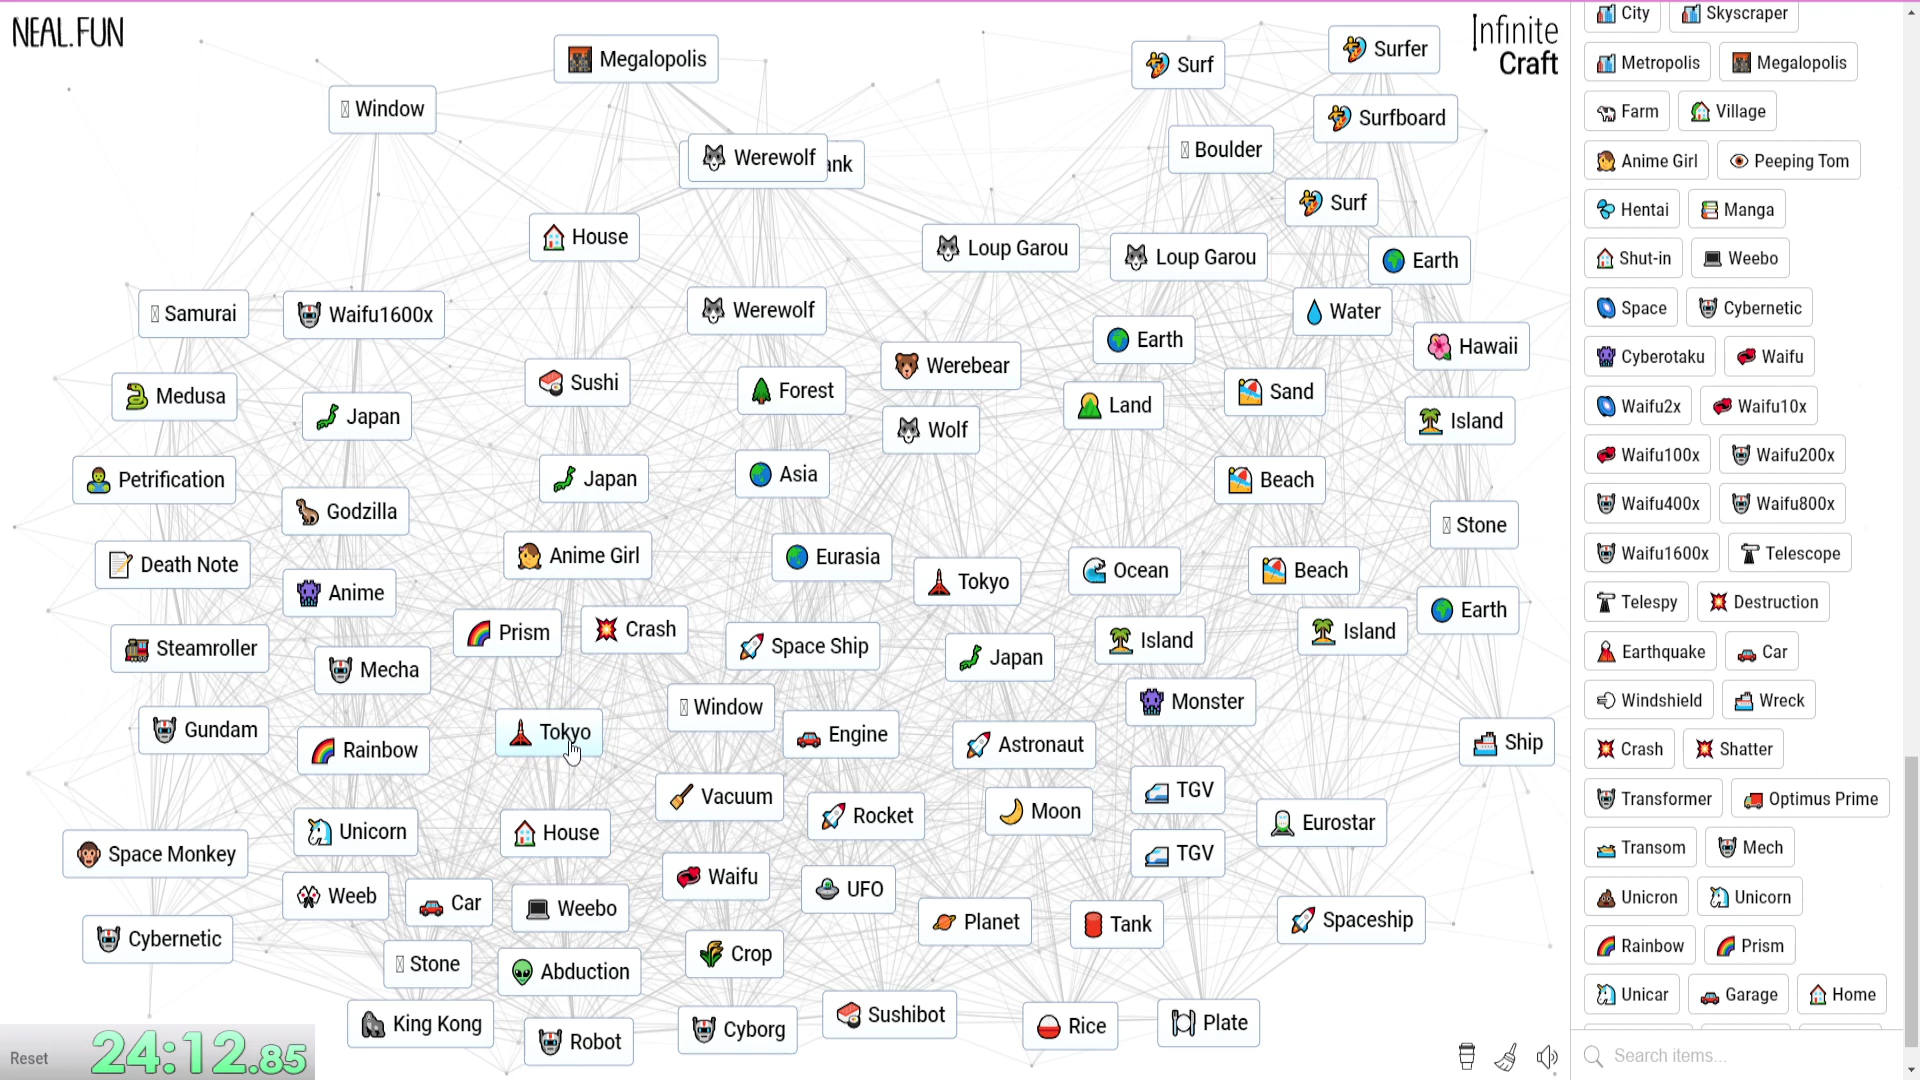 NEAL.FUN
Infinite
Craft
Megalopolis
Window
Surf
Surfer
Surfboard
Werewolf
ank
Boulder
Surf
House
Loup Garou
Loup Garou
Earth
Samurai
Waifu1600x
Werewolf
Water
Earth
Hawaii
Medusa
Japan
Sushi
Forest
Werebear
Wolf
Land
Sand
Island
Petrification
Japan
Asia
Beach
Godzilla
Stone
Death Note
Anime
Anime Girl
Eurasia
Tokyo
Ocean
Beach
Earth
Steamroller
Prism
Crash
Space Ship
Japan
Island
Island
Mecha
Gundam
Rainbow
Tokyo
Window
Engine
Astronaut
Monster
Ship
Vacuum
Rocket
Moon
TGV
Eurostar
Space Monkey
Unicorn
House
TGV
Weeb
Car
Weebo
Waifu
UFO
Planet
Tank
Spaceship
Cybernetic
Stone
Abduction
Crop
King Kong
Robot
Cyborg
Sushibot
Rice
Plate
Reset
24:12.85
City
Skyscraper
Metropolis
Megalopolis
Farm
Village
Anime Girl
Peeping Tom
Hentai
Manga
Shut-in
Weebo
Space
Cybernetic
Cyberotaku
Waifu
Waifu2x
Waifu10x
Waifu100x
Waifu200x
Waifu400x
Waifu800x
Waifu1600x
Telescope
Telespy
Destruction
Earthquake
Car
Windshield
Wreck
Crash
Shatter
Transformer
Optimus Prime
Transom
Mech
Unicron
Unicorn
Rainbow
Prism
Unicar
Garage
Home
Search items...